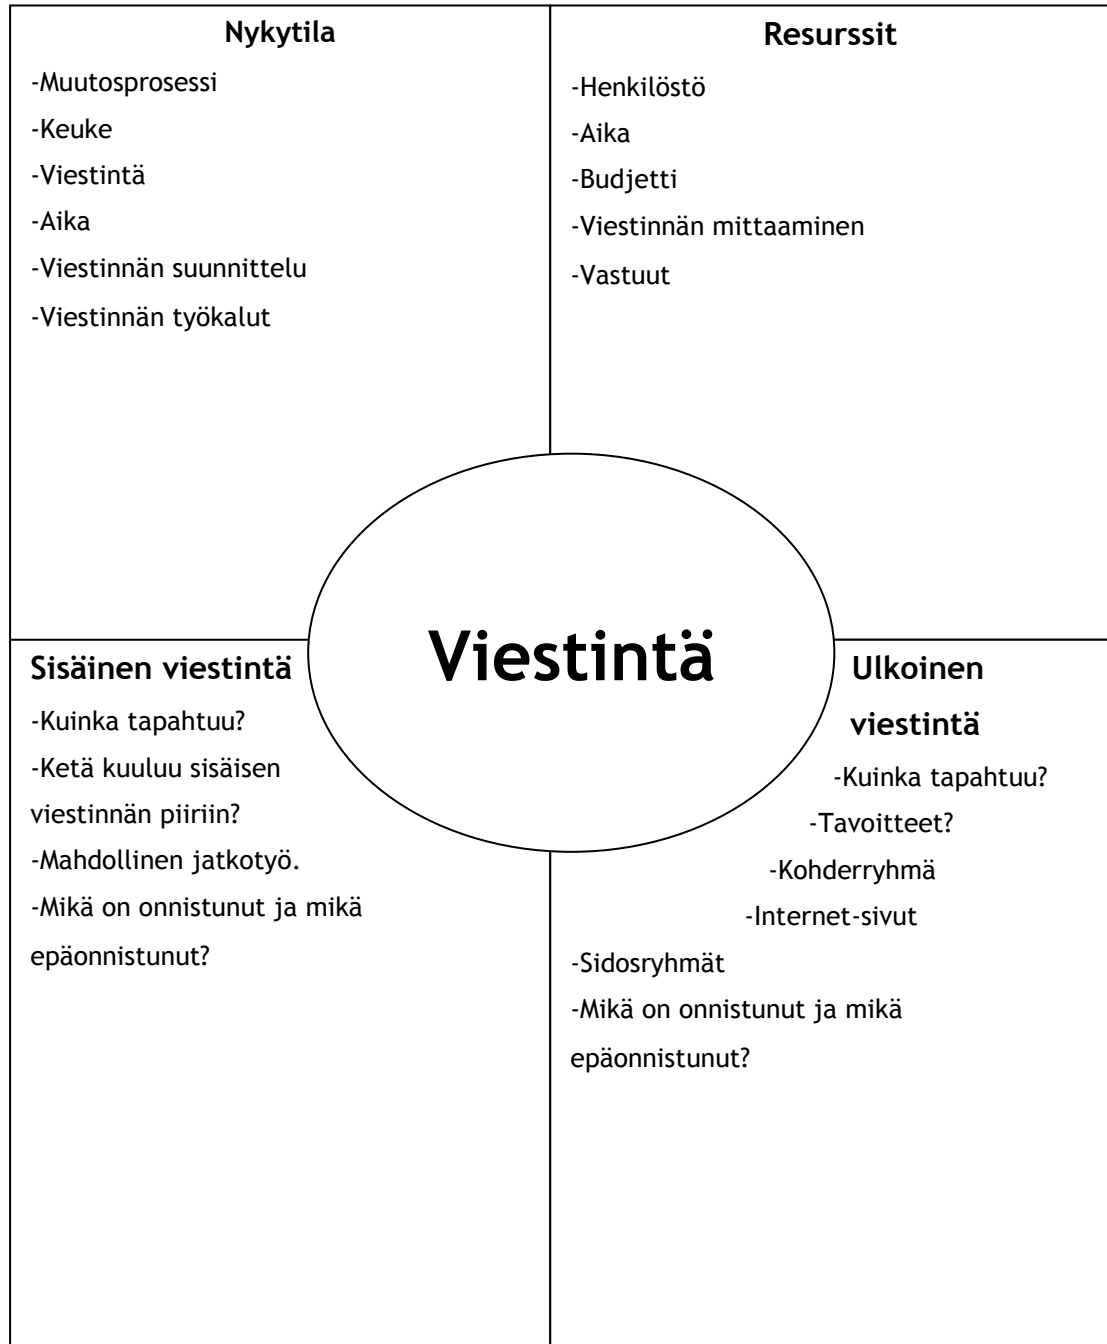 Nykytila
-Muutosprosessi
-Keuke
-Viestintä
-Aika
-Viestinnän suunnittelu
-Viestinnän työkalut
Resurssit
-Henkilöstö
-Aika
-Budjetti
-Viestinnän mittaaminen
-Vastuut
Viestintä
Sisäinen viestintä
-Kuinka tapahtuu?
-Ketä kuuluu sisäisen
viestinnän piiriin?
-Mahdollinen jatkotyö.
-Mikä on onnistunut ja mikä
epäonnistunut?
Ulkoinen
viestintä
-Kuinka tapahtuu?
-Tavoitteet?
-Kohderryhmä
-Internet-sivut
-Sidosryhmät
-Mikä on onnistunut ja mikä
epäonnistunut?